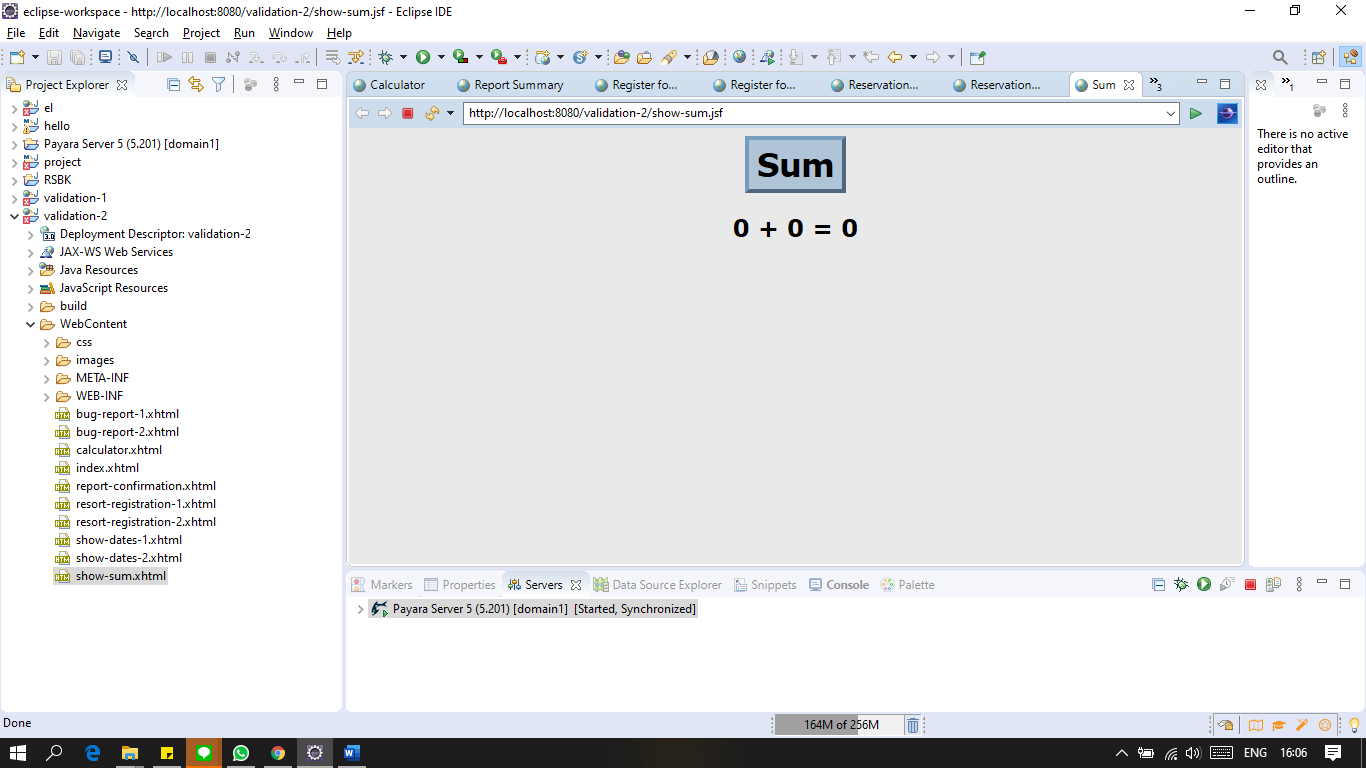 eclipse-workspace - http://localhost:8080/validation-2/show-sum.jsf - Eclipse IDE
File Edit Navigate Search Project Run Window Help
Project Explorer
el
hello
Payara Server 5 (5.201) [domain1]
project
RSBK
validation-1
validation-2
3.0 Deployment Descriptor: validation-2
JAX-WS Web Services
Java Resources
JavaScript Resources
build
WebContent
css
images
META-INF
WEB-INF
bug-report-1.xhtml
bug-report-2.xhtml
calculator.xhtml
index.xhtml
report-confirmation.xhtml
resort-registration-1.xhtml
resort-registration-2.xhtml
show-dates-1.xhtml
show-dates-2.xhtml
show-sum.xhtml
Calculator Report Summary Register fo... Register fo... Reservation... Reservation... Sum »3
http://localhost:8080/validation-2/show-sum.jsf
Sum
0 + 0 = 0
»1
There is no active
editor that
provides an
outline.
Markers Properties Servers Data Source Explorer Snippets Console Palette
Payara Server 5 (5.201) [domain1] [Started, Synchronized]
Done
164M of 256M
ENG 16:06